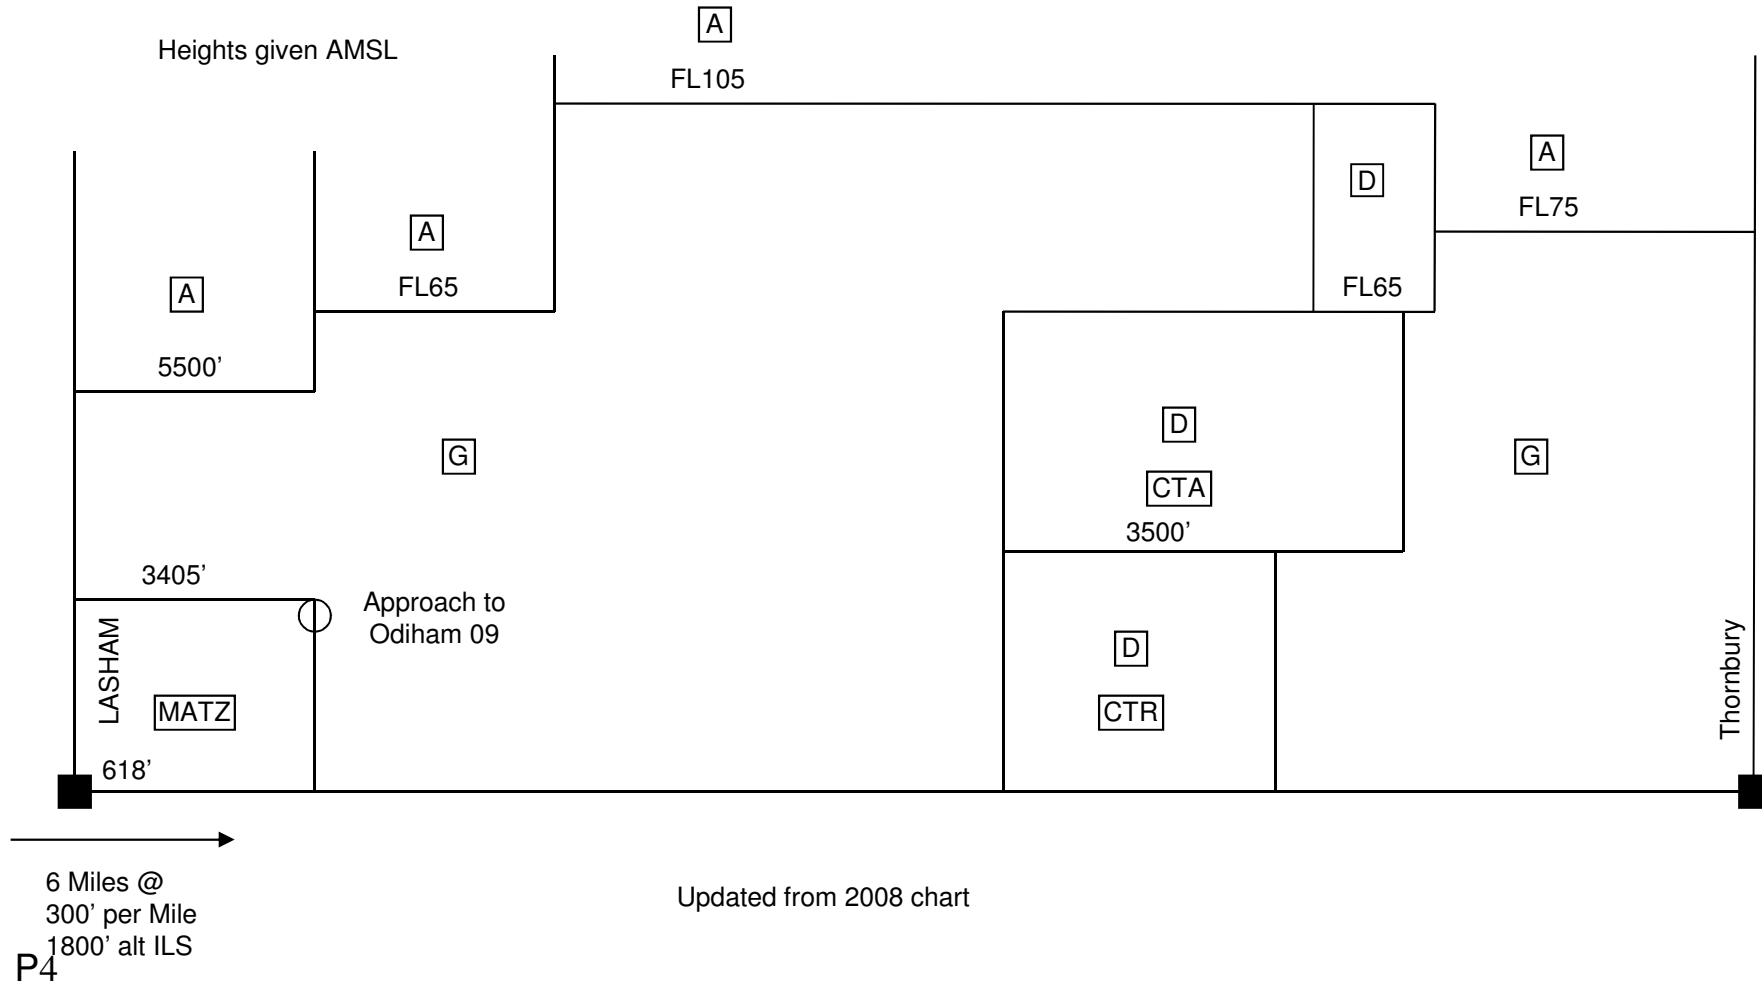 A
Heights given AMSL
FL105
A
D
FL75
A
FL65
FL65
A
5500’
D
G
G
CTA
3500’
3405’
Approach to
Odiham 09
LASHAM
D
Thornbury
MATZ
CTR
618’
6 Miles @
300’ per Mile
1800’ alt ILS
Updated from 2008 chart
P4